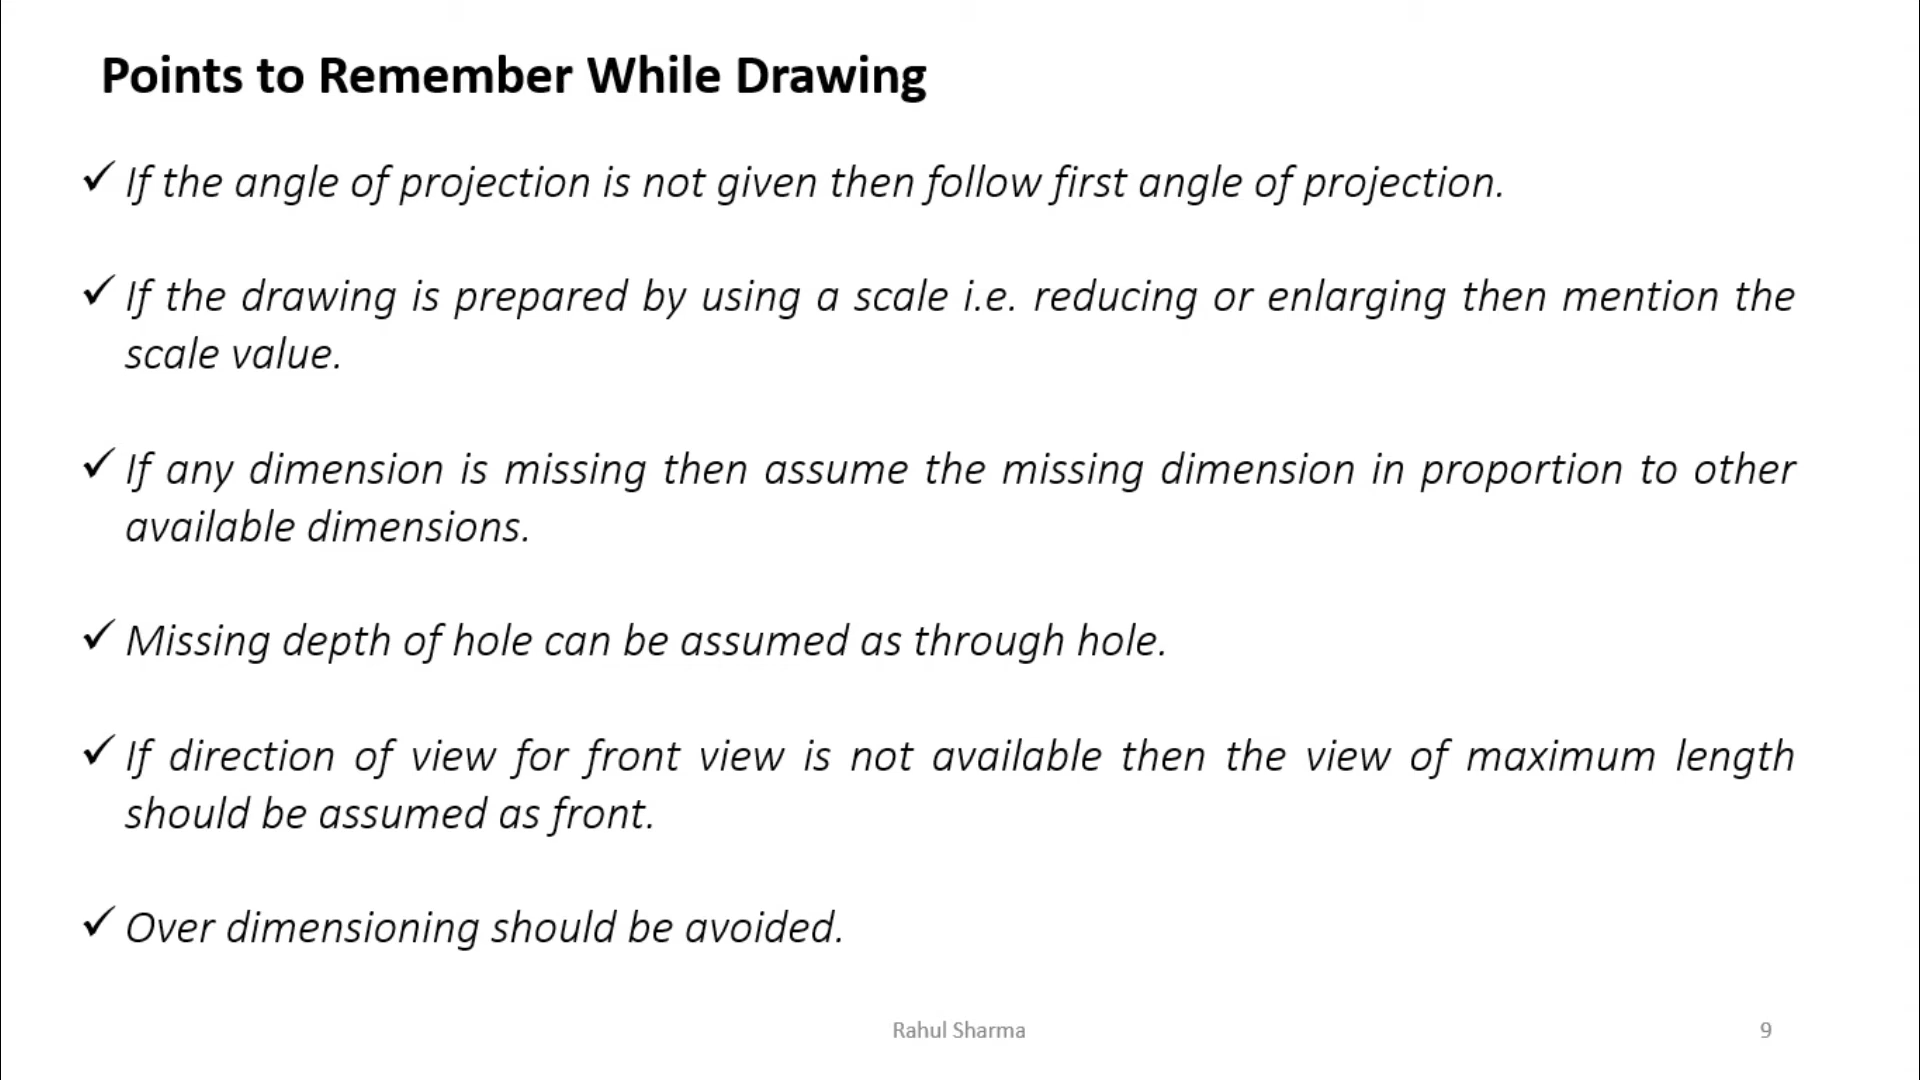 Points to Remember While Drawing
✓ If the angle of projection is not given then follow first angle of projection.
✓ If the drawing is prepared by using a scale i.e. reducing or enlarging then mention the
scale value.
✓ If any dimension is missing then assume the missing dimension in proportion to other
available dimensions.
✓ Missing depth of hole can be assumed as through hole.
✓ If direction of view for front view is not available then the view of maximum length
should be assumed as front.
✓ Over dimensioning should be avoided.
Rahul Sharma
9